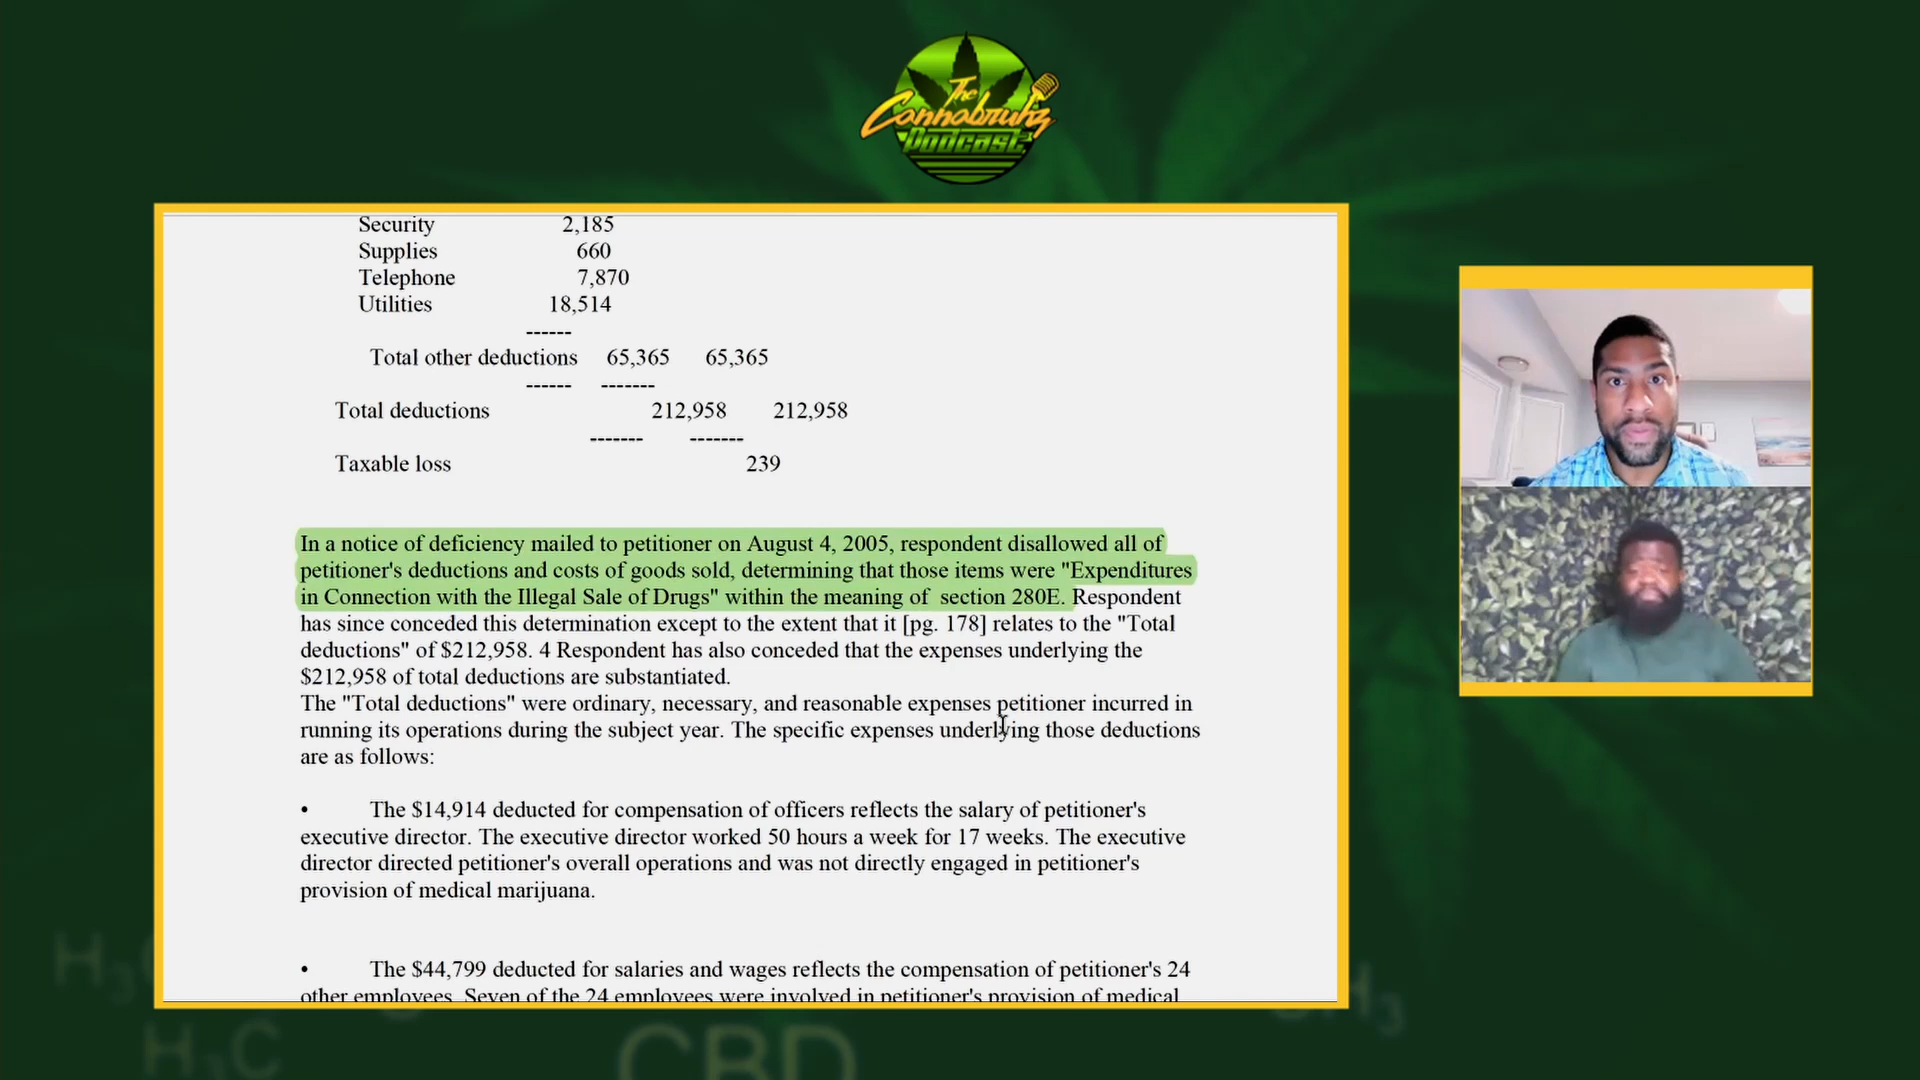 The
Cannabruhz
Podcast
Security 2,185
Supplies 660
Telephone 7,870
Utilities 18,514
------
Total other deductions 65,365 65,365
------ -------
Total deductions 212,958 212,958
------- -------
Taxable loss 239
In a notice of deficiency mailed to petitioner on August 4, 2005, respondent disallowed all of
petitioner's deductions and costs of goods sold, determining that those items were "Expenditures
in Connection with the Illegal Sale of Drugs" within the meaning of section 280E. Respondent
has since conceded this determination except to the extent that it [pg. 178] relates to the "Total
deductions" of $212,958. 4 Respondent has also conceded that the expenses underlying the
$212,958 of total deductions are substantiated.
The "Total deductions" were ordinary, necessary, and reasonable expenses petitioner incurred in
running its operations during the subject year. The specific expenses underlying those deductions
are as follows:
• The $14,914 deducted for compensation of officers reflects the salary of petitioner's
executive director. The executive director worked 50 hours a week for 17 weeks. The executive
director directed petitioner's overall operations and was not directly engaged in petitioner's
provision of medical marijuana.
• The $44,799 deducted for salaries and wages reflects the compensation of petitioner's 24
other employees. Seven of the 24 employees were involved in petitioner's provision of medical
H3C
H3C
CBD